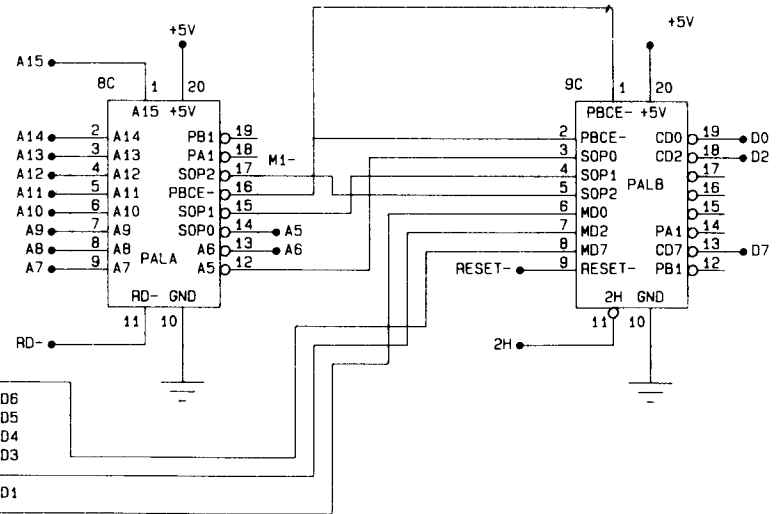 +5V +5V
A15
8C 1 20 9C 1 20
A15 +5V PBCE- +5V
A14 2 A14 PB1 19 2 PBCE- CD0 19 D0
A13 3 A13 PA1 18 M1- 3 SOP0 CD2 18 D2
A12 4 A12 SOP2 17 4 SOP1 PALB 17
A11 5 A11 PBCE- 16 5 SOP2 16
A10 6 A10 SOP1 15 6 MD0 15
A9 7 A9 SOP0 14 A5 7 MD2 PA1 14
A8 8 A8 A6 13 A6 8 MD7 CD7 13 D7
A7 9 A7 PALA A5 12 RESET- 9 RESET- PB1 12
RD- GND 2H GND
11 10 11 10
RD- 2H
D6
D5
D4
D3
D1